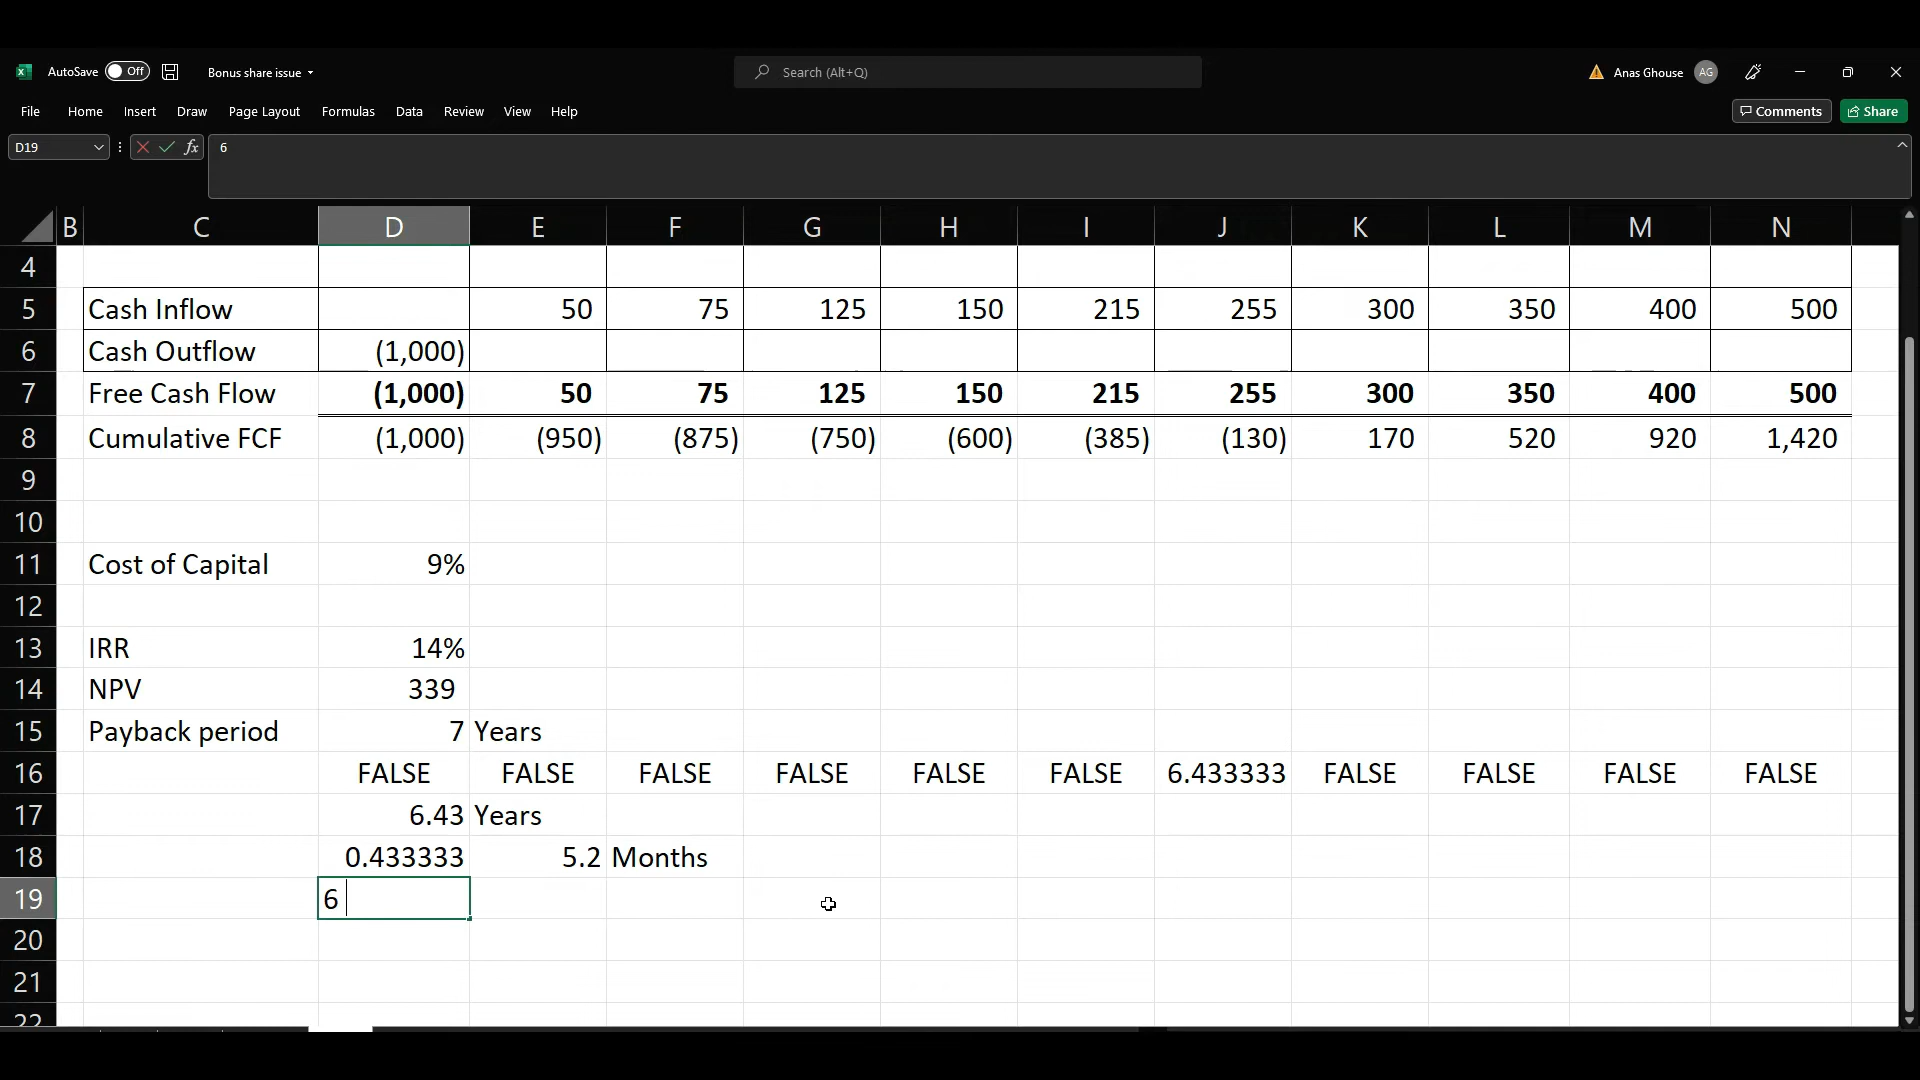 AutoSave Off Bonus share issue Search (Alt+Q) Anas Ghouse AG
File Home Insert Draw Page Layout Formulas Data Review View Help Comments Share
D19 fx 6
B C D E F G H I J K L M N
4
5 Cash Inflow 50 75 125 150 215 255 300 350 400 500
6 Cash Outflow (1,000)
7 Free Cash Flow (1,000) 50 75 125 150 215 255 300 350 400 500
8 Cumulative FCF (1,000) (950) (875) (750) (600) (385) (130) 170 520 920 1,420
9
10
11 Cost of Capital 9%
12
13 IRR 14%
14 NPV 339
15 Payback period 7 Years
16 FALSE FALSE FALSE FALSE FALSE FALSE 6.433333 FALSE FALSE FALSE FALSE
17 6.43 Years
18 0.433333 5.2 Months
19 6
20
21
22